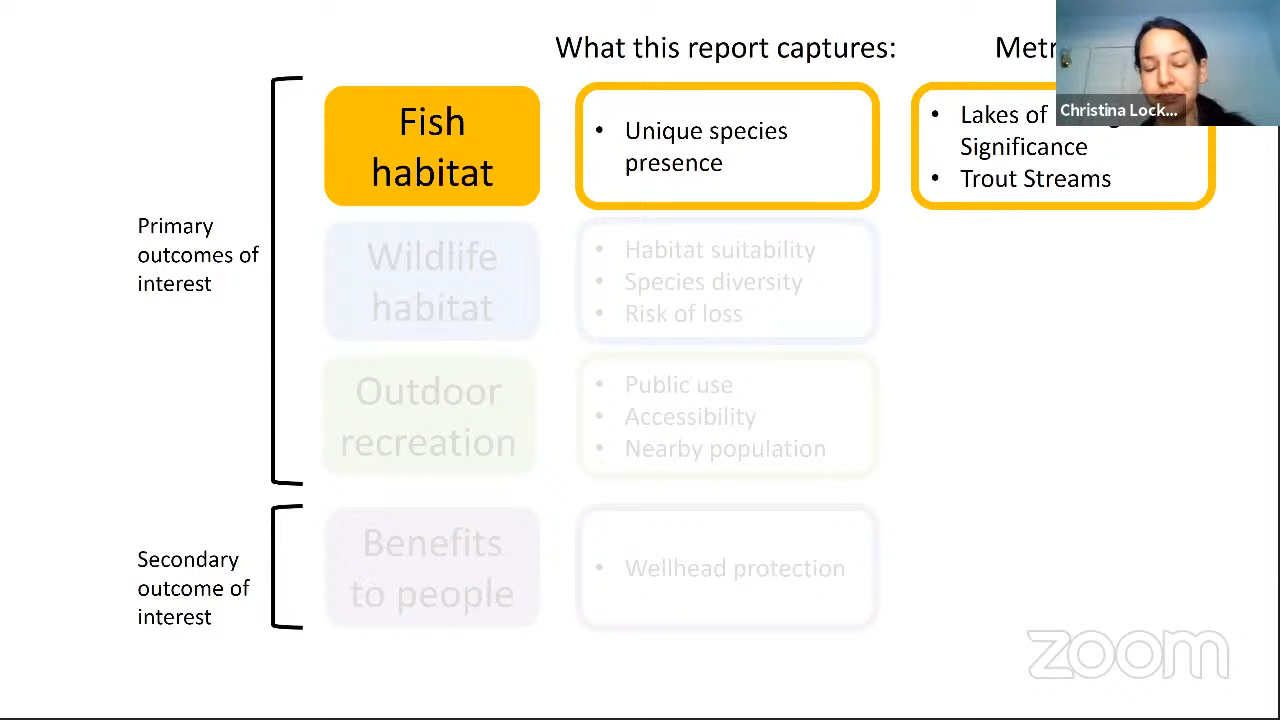 What this report captures:
Christina Lock...
Fish
habitat
• Unique species
presence
• Lakes of
Significance
• Trout Streams
Primary
outcomes of
interest
Wildlife
habitat
• Habitat suitability
• Species diversity
• Risk of loss
Outdoor
recreation
• Public use
• Accessibility
• Nearby population
Secondary
outcome of
interest
Benefits
to people
• Wellhead protection
zoom